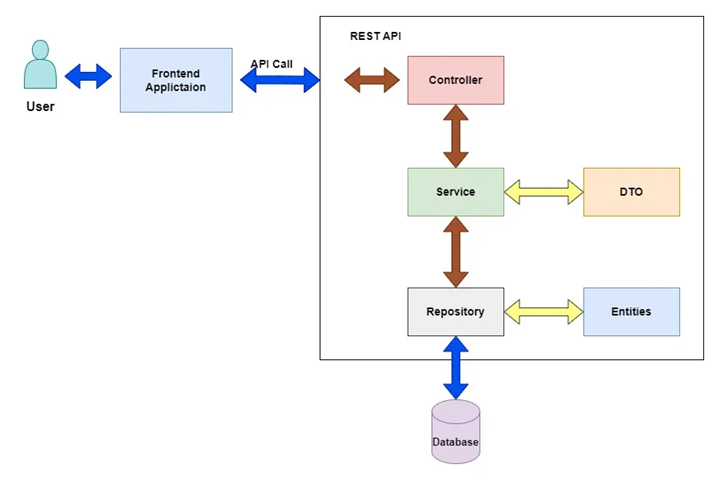 REST API
API Call
User
Frontend
Applictaion
Controller
Service
DTO
Repository
Entities
Database